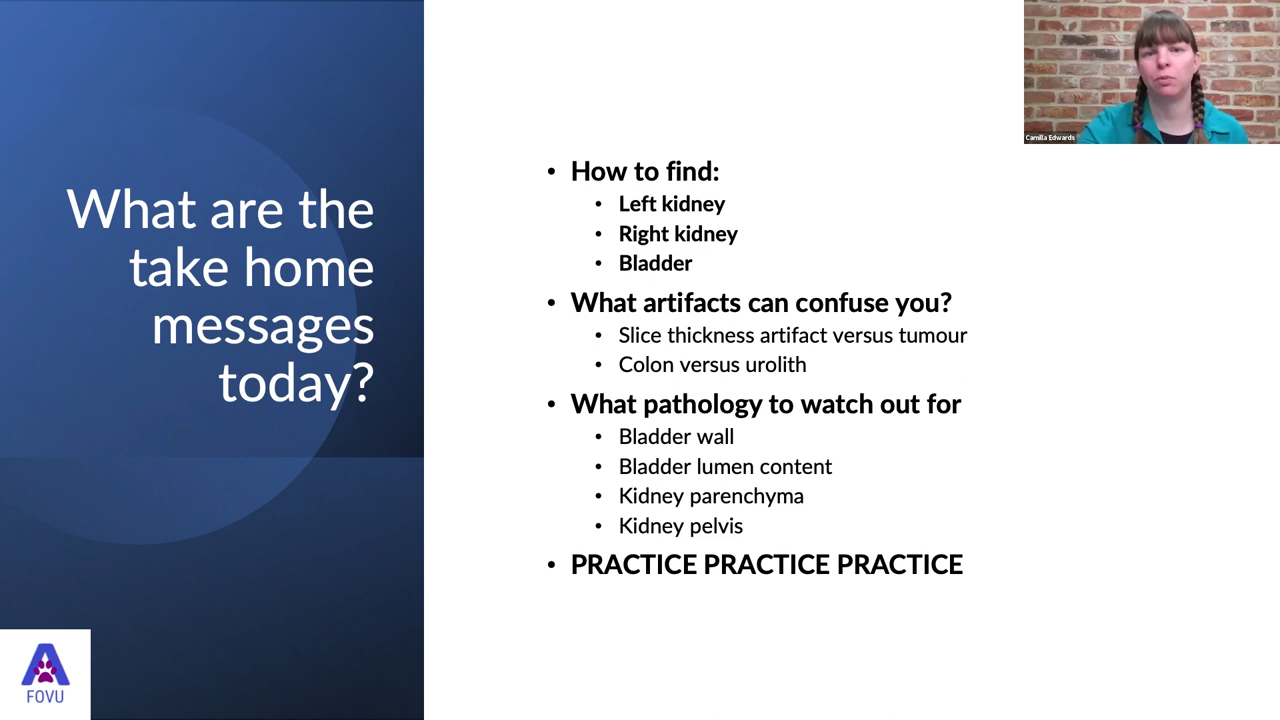 What are the
take home
messages
today?
Camilla Edwards
• How to find:
• Left kidney
• Right kidney
• Bladder
• What artifacts can confuse you?
• Slice thickness artifact versus tumour
• Colon versus urolith
• What pathology to watch out for
• Bladder wall
• Bladder lumen content
• Kidney parenchyma
• Kidney pelvis
• PRACTICE PRACTICE PRACTICE
A
FOVU